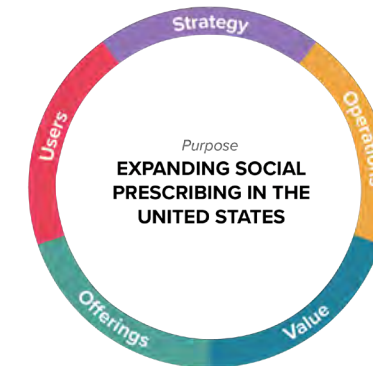 Strategy
Users
Operations
Purpose
EXPANDING SOCIAL
PRESCRIBING IN THE
UNITED STATES
Offerings
Value